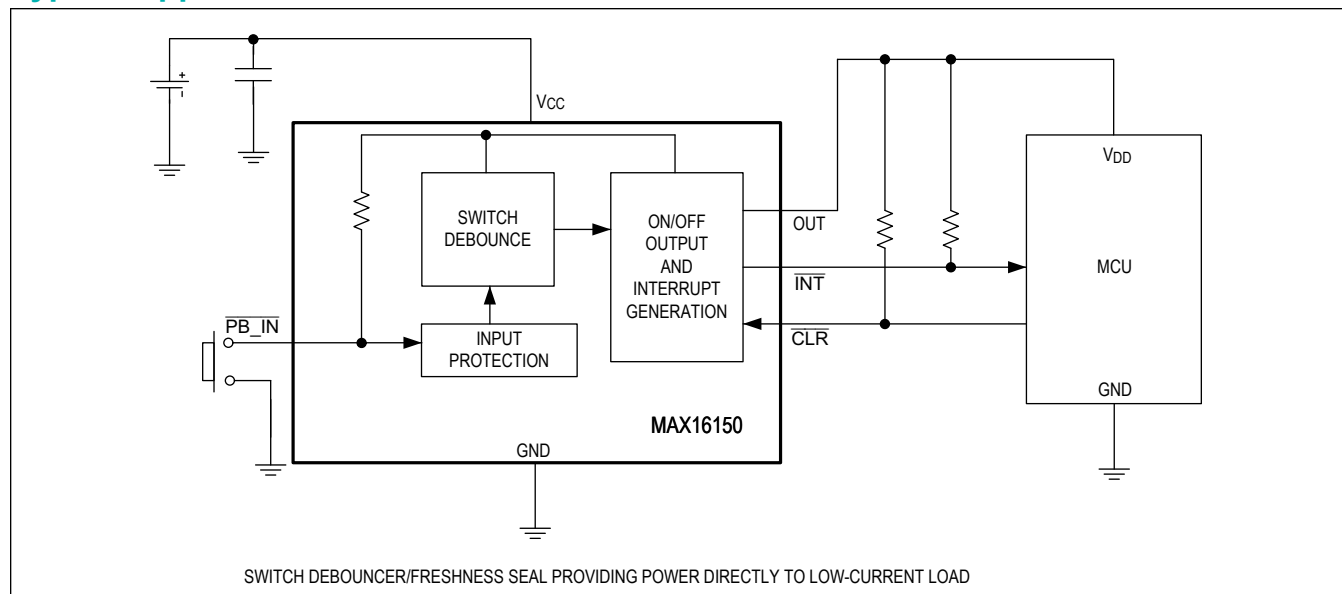 +
-
VCC
SWITCH
DEBOUNCE
ON/OFF
OUTPUT
AND
INTERRUPT
GENERATION
INPUT
PROTECTION
PB_IN
OUT
INT
CLR
VDD
MCU
GND
MAX16150
GND
SWITCH DEBOUNCER/FRESHNESS SEAL PROVIDING POWER DIRECTLY TO LOW-CURRENT LOAD